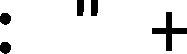 : " +